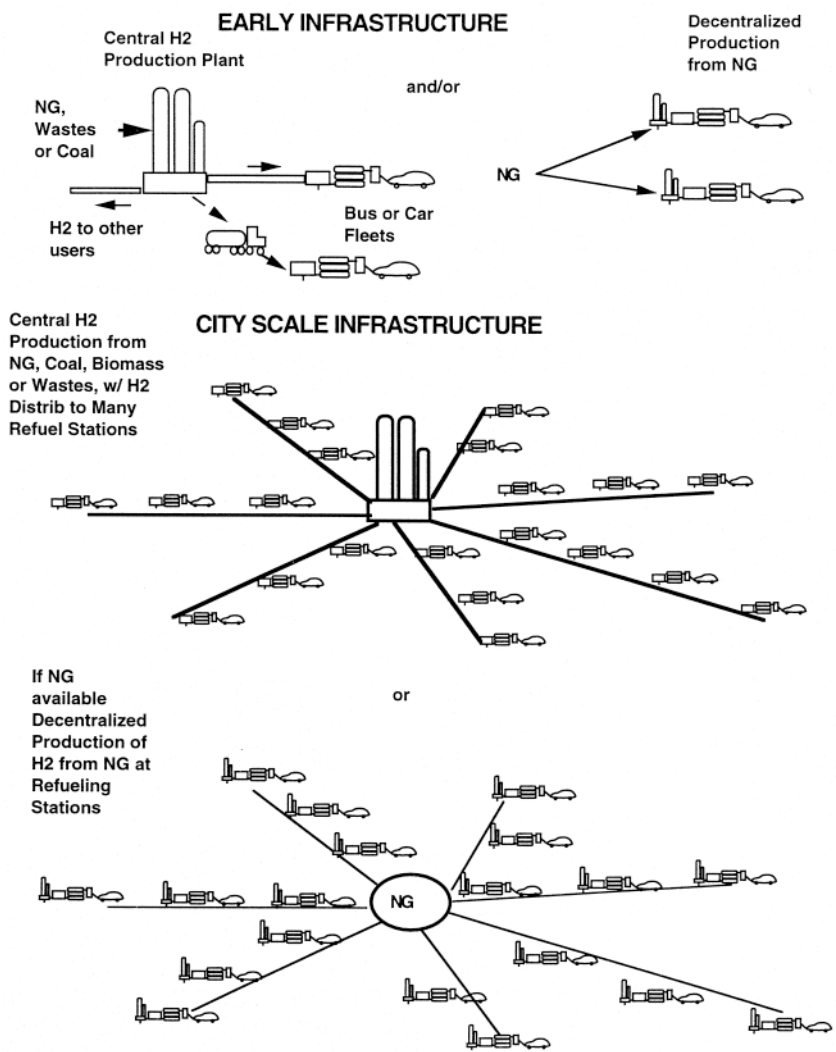 EARLY INFRASTRUCTURE
Central H2
Production Plant
and/or
Decentralized
Production
from NG
NG,
Wastes
or Coal
NG
H2 to other
users
Bus or Car
Fleets
Central H2
Production from
NG, Coal, Biomass
or Wastes, w/ H2
Distrib to Many
Refuel Stations
CITY SCALE INFRASTRUCTURE
If NG
available
Decentralized
Production of
H2 from NG at
Refueling
Stations
or
NG